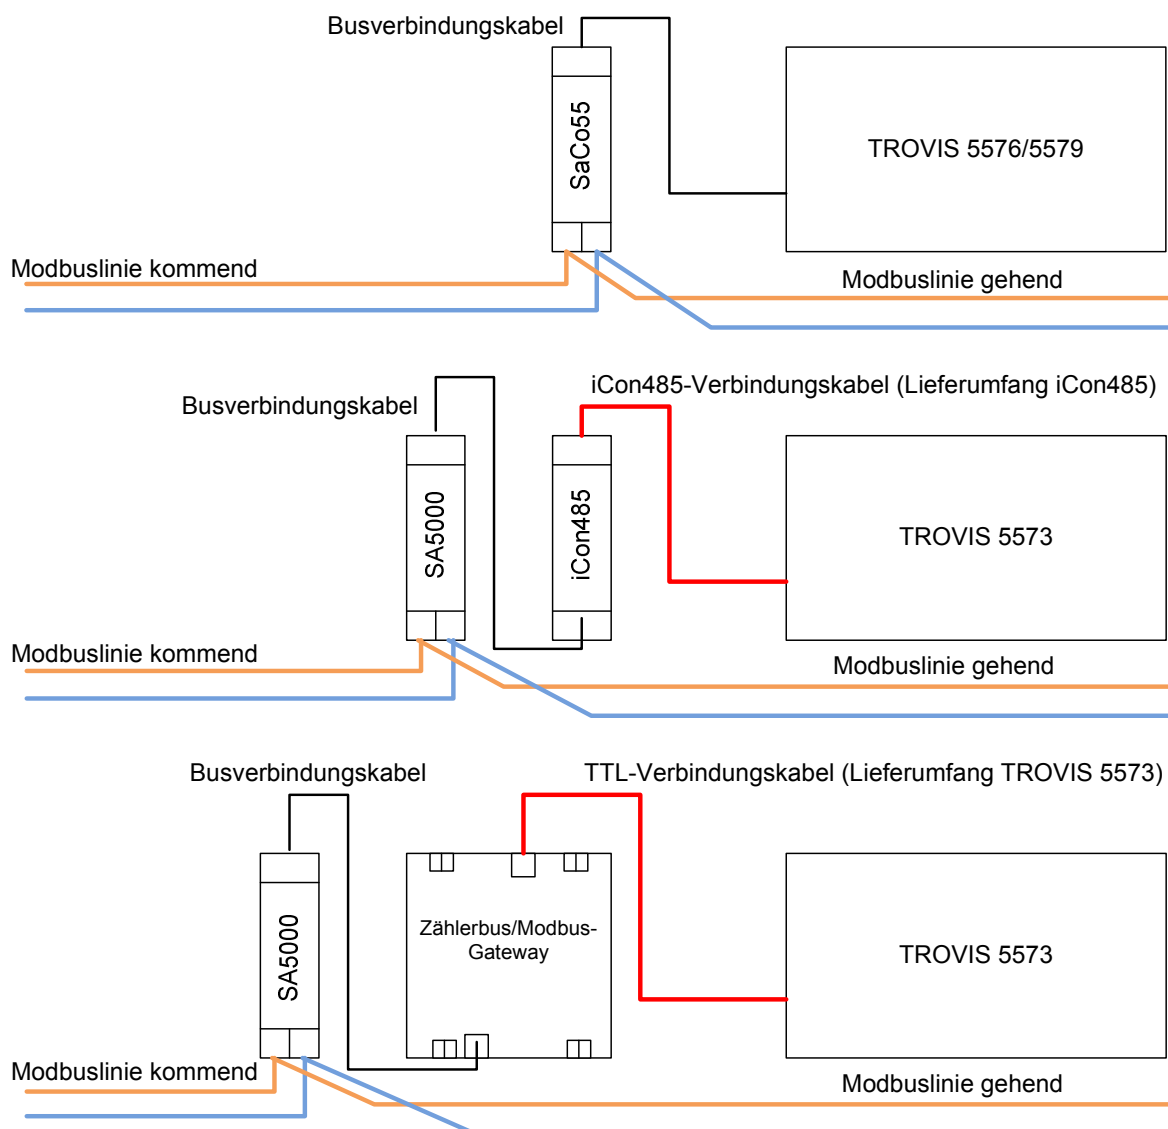 Busverbindungskabel
SaCo55
TROVIS 5576/5579
Modbuslinie kommend
Modbuslinie gehend
iCon485-Verbindungskabel (Lieferumfang iCon485)
Busverbindungskabel
SA5000
iCon485
TROVIS 5573
Modbuslinie kommend
Modbuslinie gehend
Busverbindungskabel
TTL-Verbindungskabel (Lieferumfang TROVIS 5573)
SA5000
Zählerbus/Modbus-
Gateway
TROVIS 5573
Modbuslinie kommend
Modbuslinie gehend